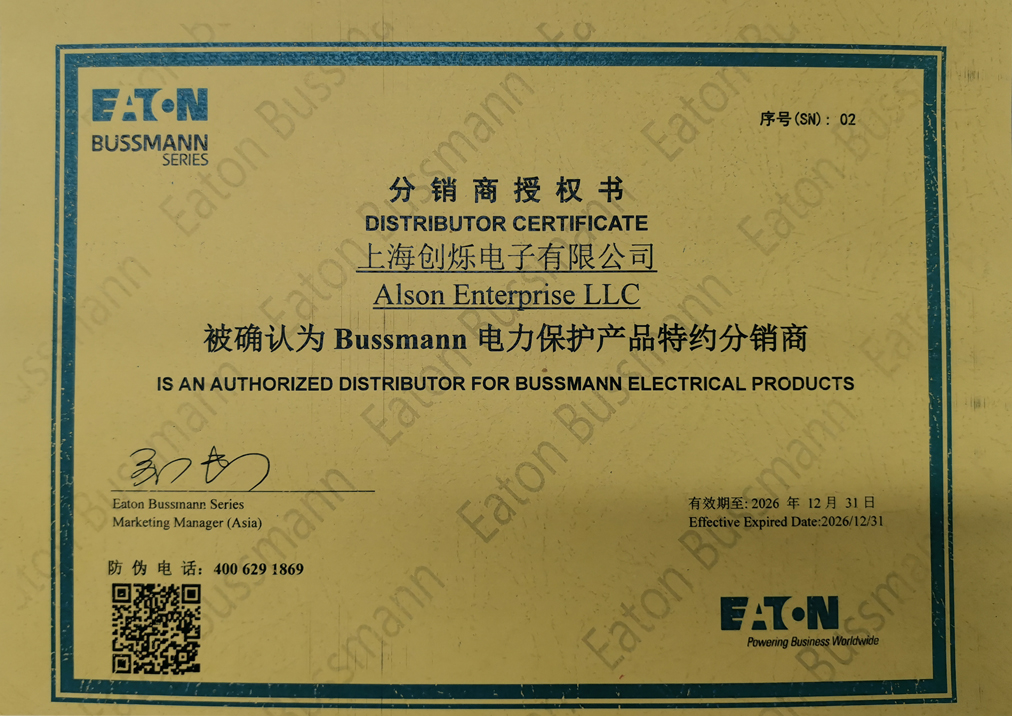 EATON
BUSSMANN
SERIES
序号(SN): 02
分销商授权书
DISTRIBUTOR CERTIFICATE
上海创烁电子有限公司
Alson Enterprise LLC
被确认为 Bussmann 电力保护产品特约分销商
IS AN AUTHORIZED DISTRIBUTOR FOR BUSSMANN ELECTRICAL PRODUCTS
Eaton Bussmann Series
Marketing Manager (Asia)
有效期至: 2026 年 12 月 31 日
Effective Expired Date:2026/12/31
防伪电话: 400 629 1869
EATON
Powering Business Worldwide
Eaton Bussmann